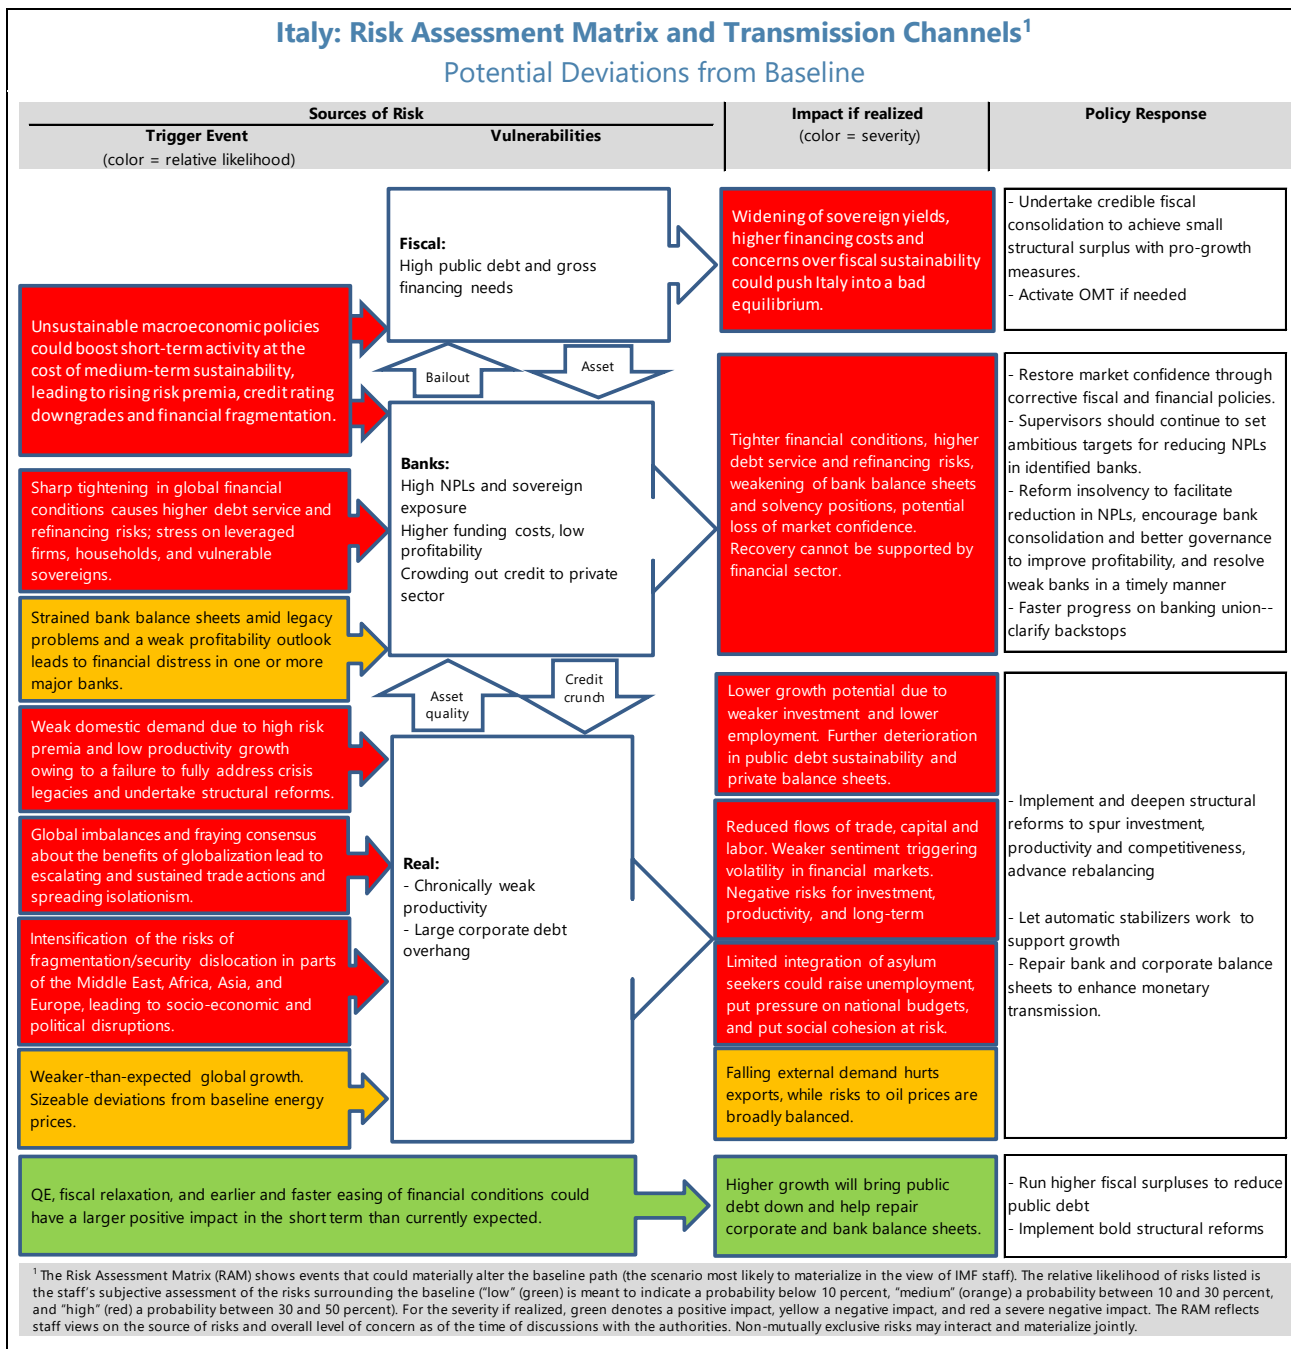 Italy: Risk Assessment Matrix and Transmission Channels1
Potential Deviations from Baseline
Sources of Risk
Trigger Event
(color = relative likelihood)
Vulnerabilities
Impact if realized
(color = severity)
Policy Response
Unsustainable macroeconomic policies
could boost short-term activity at the
cost of medium-term sustainability,
leading to rising risk premia, credit rating
downgrades and financial fragmentation.
Sharp tightening in global financial
conditions causes higher debt service and
refinancing risks; stress on leveraged
firms, households, and vulnerable
sovereigns.
Strained bank balance sheets amid legacy
problems and a weak profitability outlook
leads to financial distress in one or more
major banks.
Weak domestic demand due to high risk
premia and low productivity growth
owing to a failure to fully address crisis
legacies and undertake structural reforms.
Global imbalances and fraying consensus
about the benefits of globalization lead to
escalating and sustained trade actions and
spreading isolationism.
Intensification of the risks of
fragmentation/security dislocation in parts
of the Middle East, Africa, Asia, and
Europe, leading to socio-economic and
political disruptions.
Weaker-than-expected global growth.
Sizeable deviations from baseline energy
prices.
Fiscal:
High public debt and gross
financing needs
Bailout
Asset
Banks:
High NPLs and sovereign
exposure
Higher funding costs, low
profitability
Crowding out credit to private
sector
Asset
quality
Credit
crunch
Real:
- Chronically weak
productivity
- Large corporate debt
overhang
Widening of sovereign yields,
higher financing costs and
concerns over fiscal sustainability
could push Italy into a bad
equilibrium.
Tighter financial conditions, higher
debt service and refinancing risks,
weakening of bank balance sheets
and solvency positions, potential
loss of market confidence.
Recovery cannot be supported by
financial sector.
Lower growth potential due to
weaker investment and lower
employment. Further deterioration
in public debt sustainability and
private balance sheets.
Reduced flows of trade, capital and
labor. Weaker sentiment triggering
volatility in financial markets.
Negative risks for investment,
productivity, and long-term
Limited integration of asylum
seekers could raise unemployment,
put pressure on national budgets,
and put social cohesion at risk.
Falling external demand hurts
exports, while risks to oil prices are
broadly balanced.
- Undertake credible fiscal
consolidation to achieve small
structural surplus with pro-growth
measures.
- Activate OMT if needed
- Restore market confidence through
corrective fiscal and financial policies.
- Supervisors should continue to set
ambitious targets for reducing NPLs
in identified banks.
- Reform insolvency to facilitate
reduction in NPLs, encourage bank
consolidation and better governance
to improve profitability, and resolve
weak banks in a timely manner
- Faster progress on banking union--
clarify backstops
- Implement and deepen structural
reforms to spur investment,
productivity and competitiveness,
advance rebalancing
- Let automatic stabilizers work to
support growth
- Repair bank and corporate balance
sheets to enhance monetary
transmission.
QE, fiscal relaxation, and earlier and faster easing of financial conditions could
have a larger positive impact in the short term than currently expected.
Higher growth will bring public
debt down and help repair
corporate and bank balance sheets.
- Run higher fiscal surpluses to reduce
public debt
- Implement bold structural reforms
1 The Risk Assessment Matrix (RAM) shows events that could materially alter the baseline path (the scenario most likely to materialize in the view of IMF staff). The relative likelihood of risks listed is
the staff's subjective assessment of the risks surrounding the baseline ("low" (green) is meant to indicate a probability below 10 percent, "medium" (orange) a probability between 10 and 30 percent,
and "high" (red) a probability between 30 and 50 percent). For the severity if realized, green denotes a positive impact, yellow a negative impact, and red a severe negative impact. The RAM reflects
staff views on the source of risks and overall level of concern as of the time of discussions with the authorities. Non-mutually exclusive risks may interact and materialize jointly.